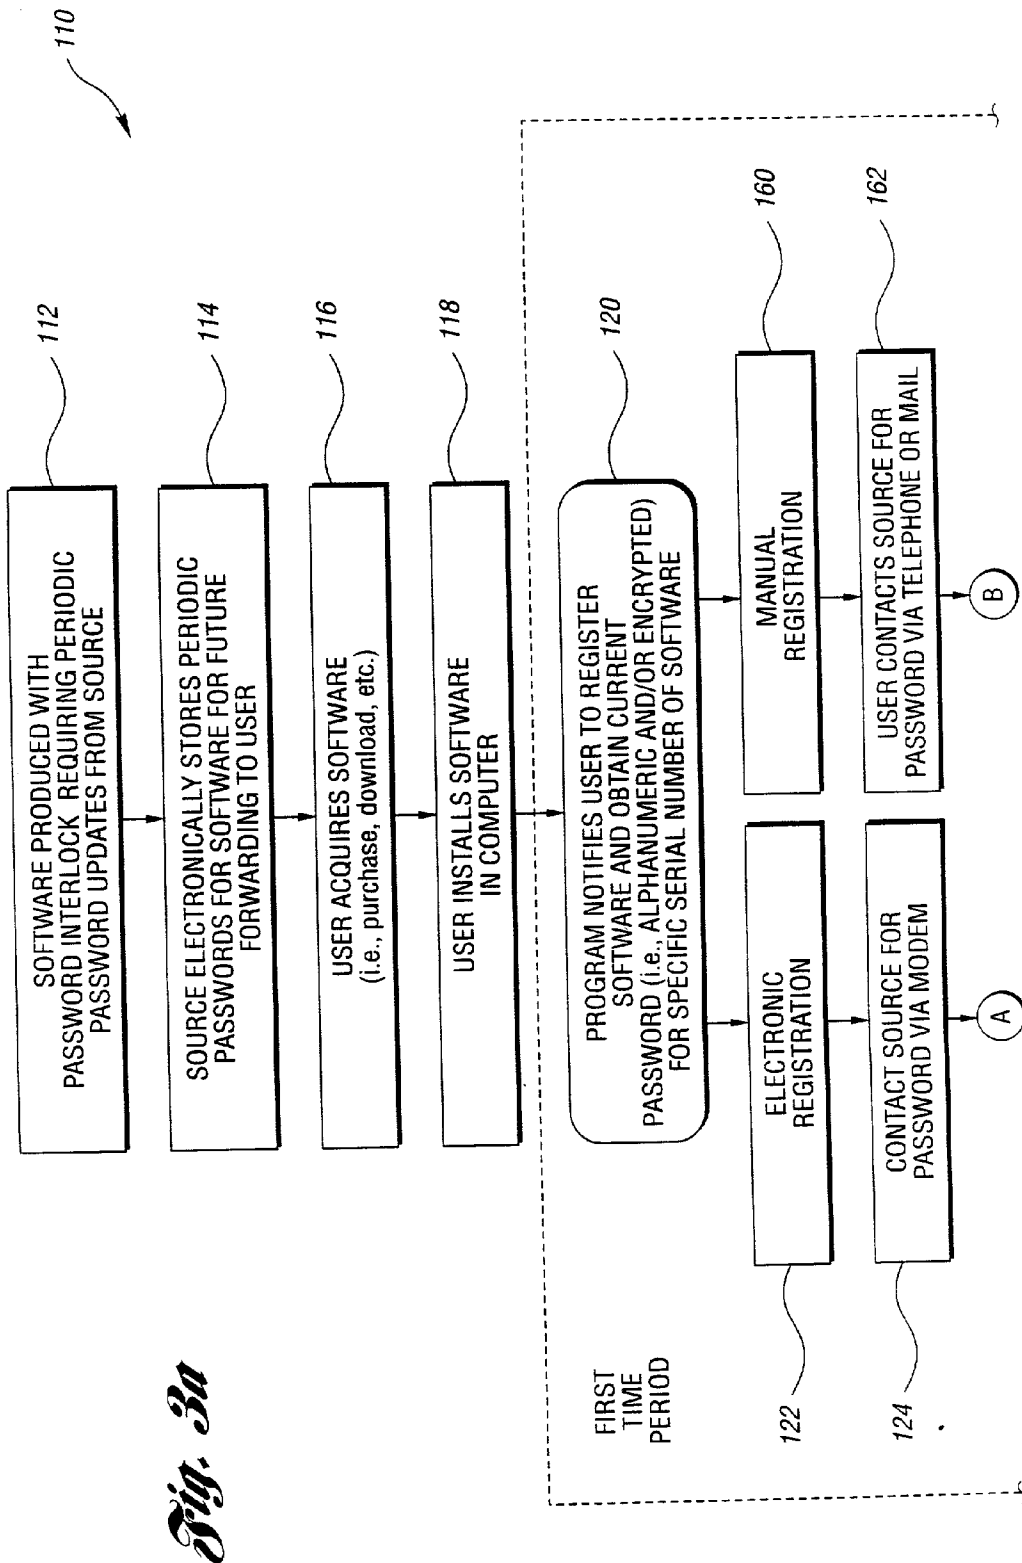 110
SOFTWARE PRODUCED WITH
PASSWORD INTERLOCK REQUIRING PERIODIC
PASSWORD UPDATES FROM SOURCE
112
SOURCE ELECTRONICALLY STORES PERIODIC
PASSWORDS FOR SOFTWARE FOR FUTURE
FORWARDING TO USER
114
USER ACQUIRES SOFTWARE
(i.e., purchase, download, etc.)
116
USER INSTALLS SOFTWARE
IN COMPUTER
118
FIRST
TIME
PERIOD
PROGRAM NOTIFIES USER TO REGISTER
SOFTWARE AND OBTAIN CURRENT
PASSWORD (i.e., ALPHANUMERIC AND/OR ENCRYPTED)
FOR SPECIFIC SERIAL NUMBER OF SOFTWARE
120
122
ELECTRONIC
REGISTRATION
MANUAL
REGISTRATION
160
124
CONTACT SOURCE FOR
PASSWORD VIA MODEM
USER CONTACTS SOURCE FOR
PASSWORD VIA TELEPHONE OR MAIL
162
A
B
Fig. 3a